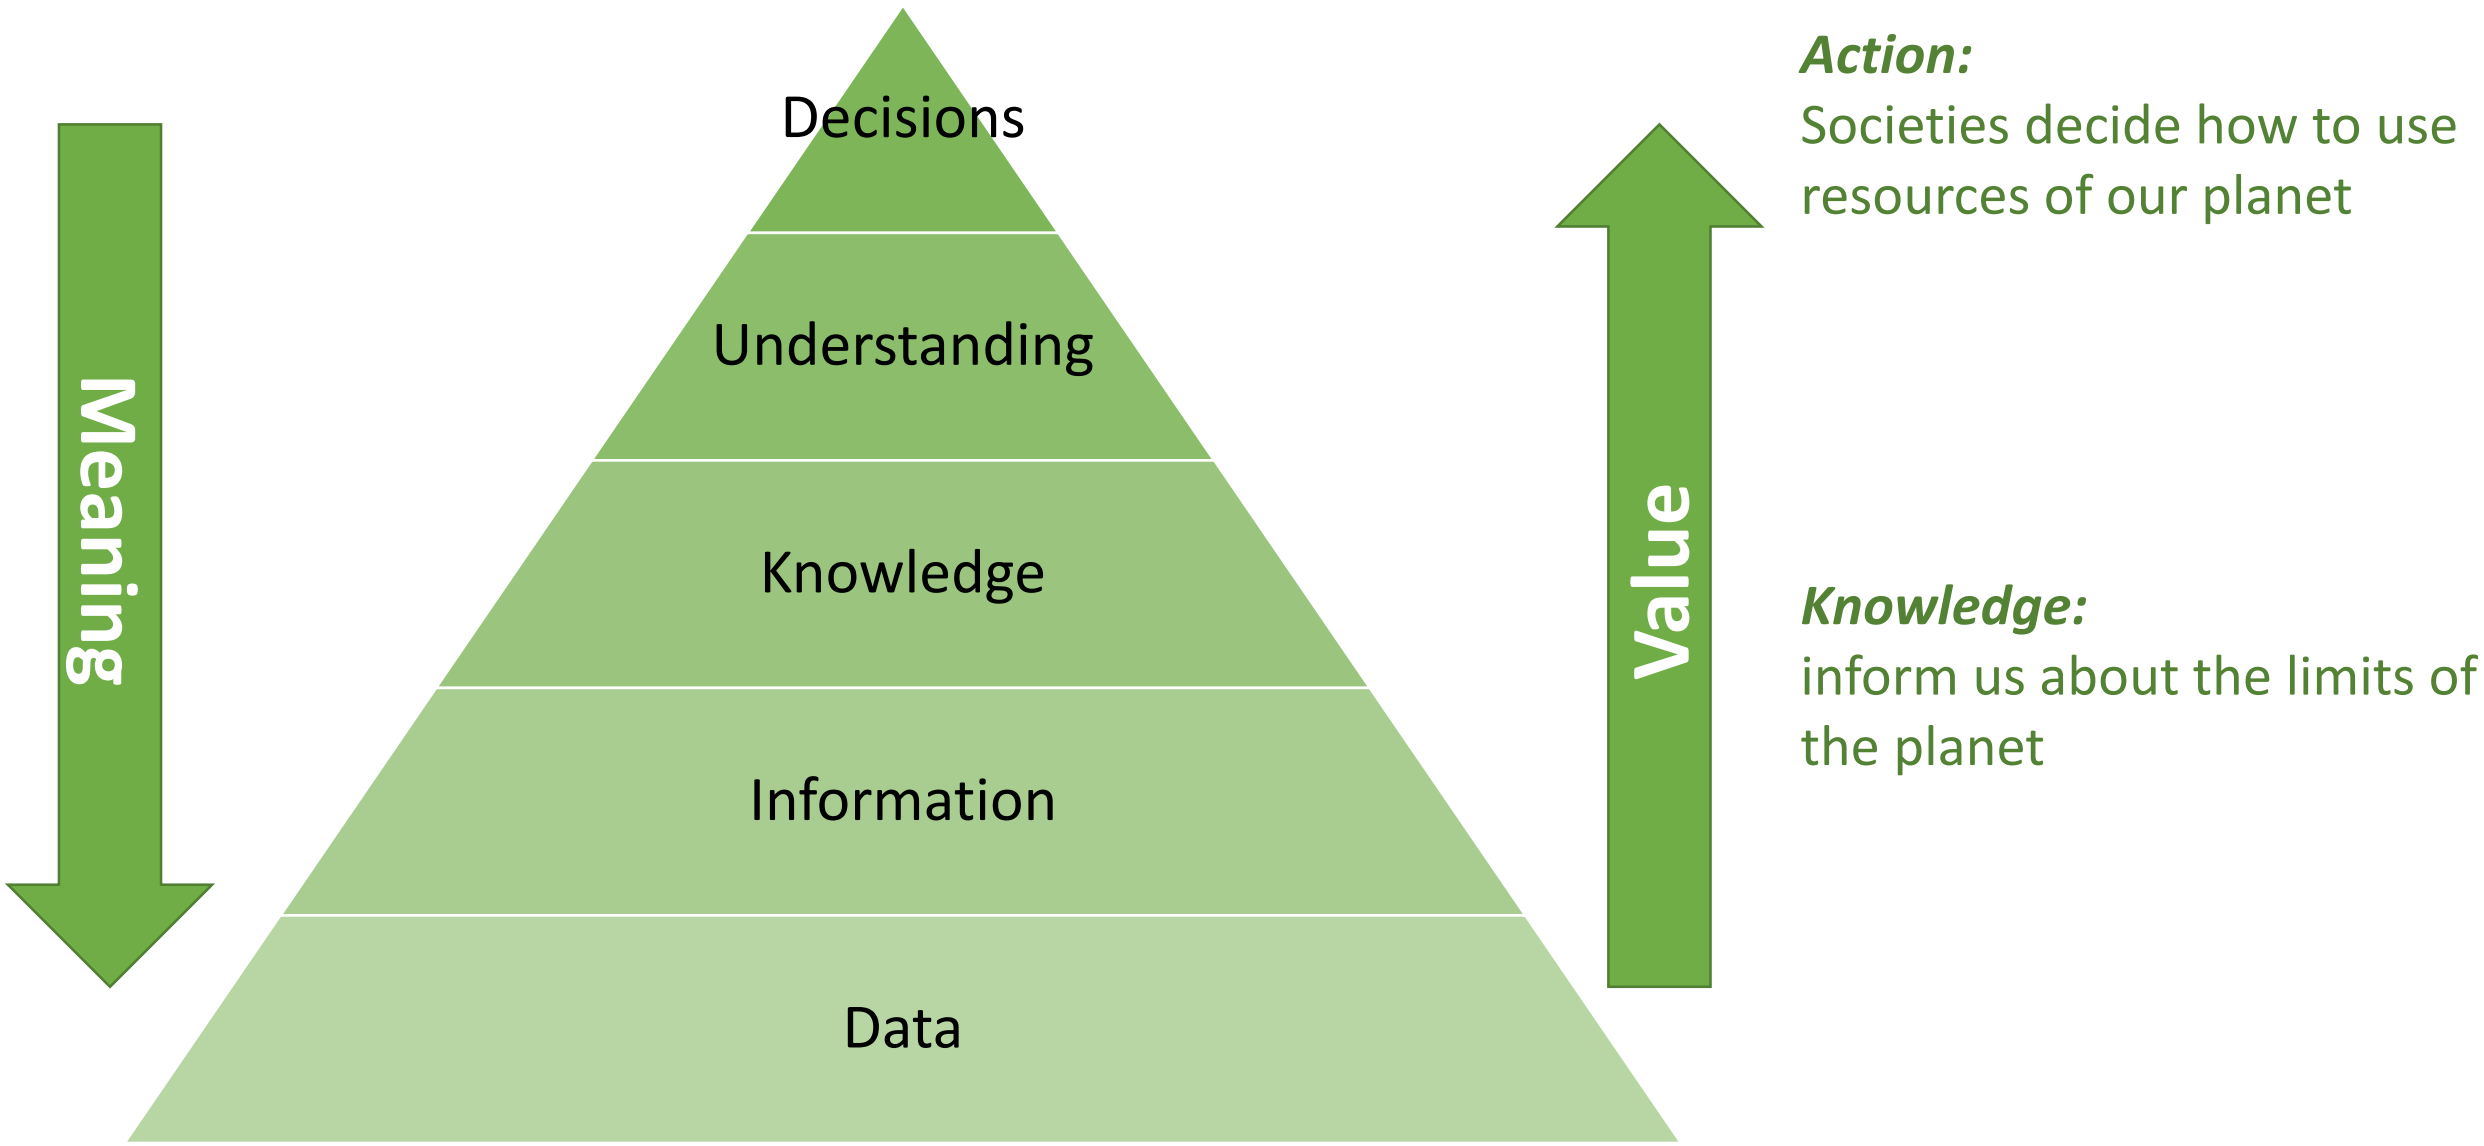 Meaning
Decisions
Understanding
Knowledge
Information
Data
Value
Action:
Societies decide how to use
resources of our planet
Knowledge:
inform us about the limits of
the planet